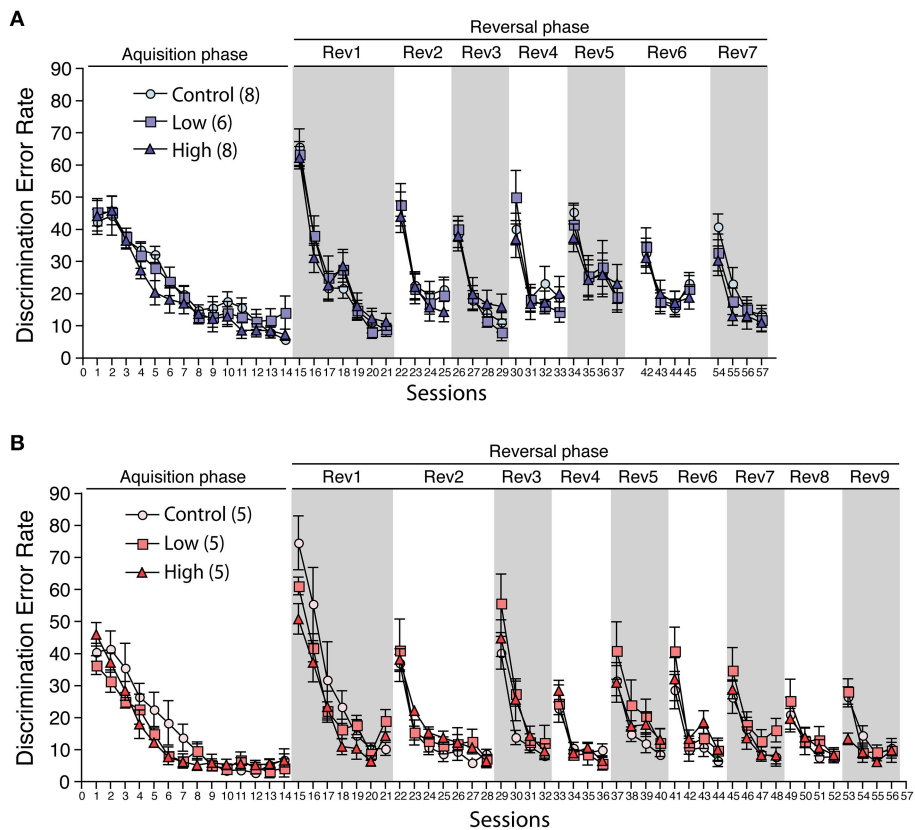 A
Reversal phase
Aquisition phase
Rev1 Rev2 Rev3 Rev4 Rev5 Rev6 Rev7
Discrimination Error Rate
90
80
70
60
50
40
30
20
10
0
Control (8)
Low (6)
High (8)
0 1 2 3 4 5 6 7 8 9 10 11 12 13 14 15 16 17 18 19 20 21 22 23 24 25 26 27 28 29 30 31 32 33 34 35 36 37 42 43 44 45 54 55 56 57
Sessions
B
Reversal phase
Aquisition phase
Rev1 Rev2 Rev3 Rev4 Rev5 Rev6 Rev7 Rev8 Rev9
Discrimination Error Rate
90
80
70
60
50
40
30
20
10
0
Control (5)
Low (5)
High (5)
0 1 2 3 4 5 6 7 8 9 10 11 12 13 14 15 16 17 18 19 20 21 22 23 24 25 26 27 28 29 30 31 32 33 34 35 36 37 38 39 40 41 42 43 44 45 46 47 48 49 50 51 52 53 54 55 56 57
Sessions